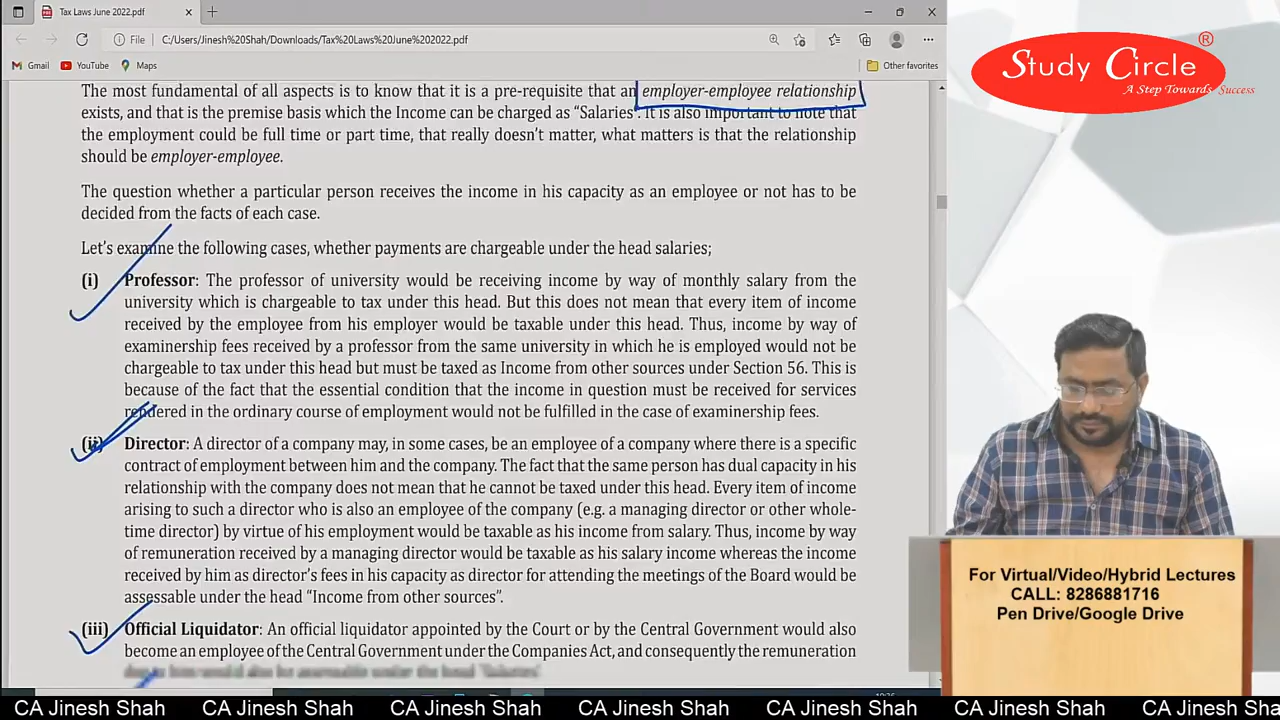 Tax Laws June 2022.pdf
File
C:/Users/Jinesh%20Shah/Downloads/Tax%20Laws%20June%202022.pdf
Gmail
YouTube
Maps
Other favorites
The most fundamental of all aspects is to know that it is a pre-requisite that an employer-employee relationship
exists, and that is the premise basis which the Income can be charged as “Salaries”. It is also important to note that
the employment could be full time or part time, that really doesn’t matter, what matters is that the relationship
should be employer-employee.
The question whether a particular person receives the income in his capacity as an employee or not has to be
decided from the facts of each case.
Let’s examine the following cases, whether payments are chargeable under the head salaries;
(i) Professor: The professor of university would be receiving income by way of monthly salary from the
university which is chargeable to tax under this head. But this does not mean that every item of income
received by the employee from his employer would be taxable under this head. Thus, income by way of
examinership fees received by a professor from the same university in which he is employed would not be
chargeable to tax under this head but must be taxed as Income from other sources under Section 56. This is
because of the fact that the essential condition that the income in question must be received for services
rendered in the ordinary course of employment would not be fulfilled in the case of examinership fees.
(ii) Director: A director of a company may, in some cases, be an employee of a company where there is a specific
contract of employment between him and the company. The fact that the same person has dual capacity in his
relationship with the company does not mean that he cannot be taxed under this head. Every item of income
arising to such a director who is also an employee of the company (e.g. a managing director or other whole-
time director) by virtue of his employment would be taxable as his income from salary. Thus, income by way
of remuneration received by a managing director would be taxable as his salary income whereas the income
received by him as director’s fees in his capacity as director for attending the meetings of the Board would be
assessable under the head “Income from other sources”.
(iii) Official Liquidator: An official liquidator appointed by the Court or by the Central Government would also
become an employee of the Central Government under the Companies Act, and consequently the remuneration
Study Circle
®
A Step Towards Success
For Virtual/Video/Hybrid Lectures
CALL: 8286881716
Pen Drive/Google Drive
CA Jinesh Shah CA Jinesh Shah CA Jinesh Shah CA Jinesh Shah CA Jinesh Shah CA Jinesh Shah CA Jinesh Sha